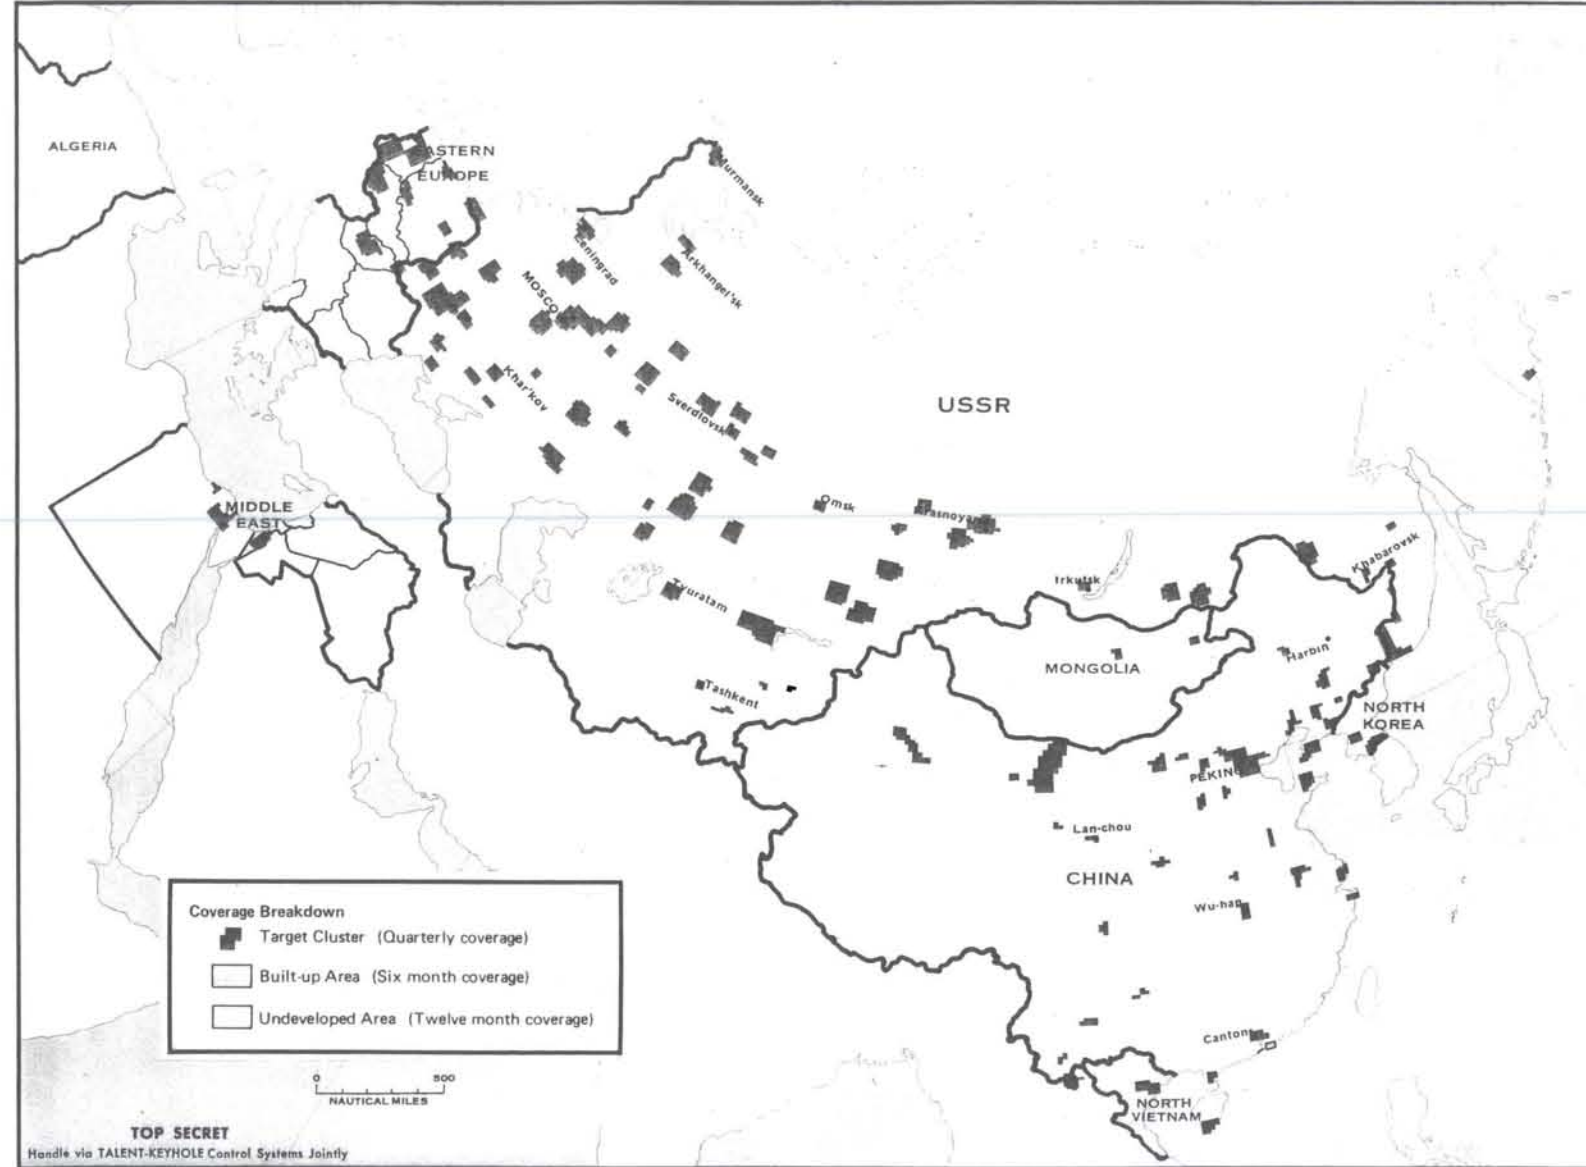 ALGERIA
EASTERN
EUROPE
Murmansk
Leningrad
Arkhangel'sk
MOSCOW
Khar'kov
Sverdlovsk
USSR
MIDDLE
EAST
Omsk
Krasnoyarsk
Khabarovsk
Irkutsk
Tyuratam
Harbin
MONGOLIA
Tashkent
NORTH
KOREA
PEKING
Lan-chou
CHINA
Wu-han
Canton
NORTH
VIETNAM
Coverage Breakdown
Target Cluster (Quarterly coverage)
Built-up Area (Six month coverage)
Undeveloped Area (Twelve month coverage)
0 500
NAUTICAL MILES
TOP SECRET
Handle via TALENT-KEYHOLE Control Systems Jointly